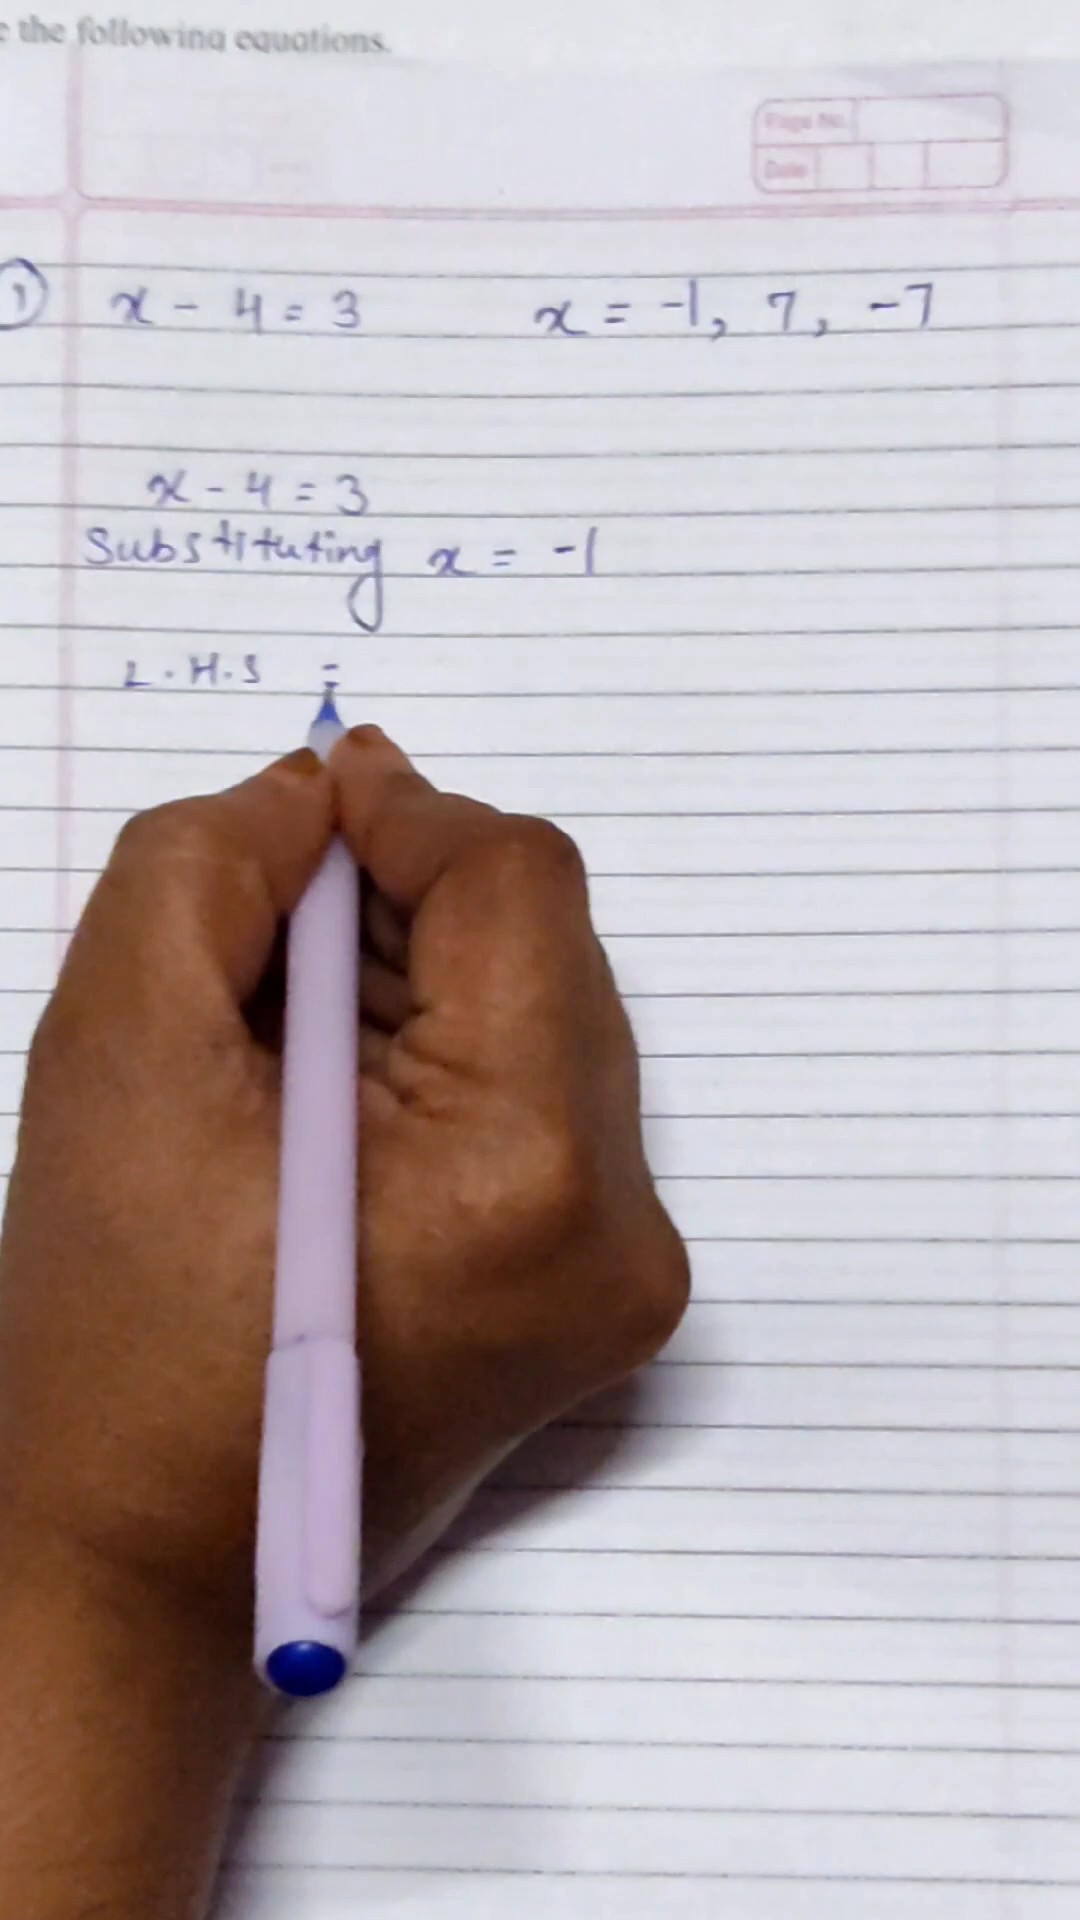 the following equations.
Page No.
Date
1 x - 4 = 3 x = -1, 7, -7
x - 4 = 3
Substituting x = -1
L.H.S =